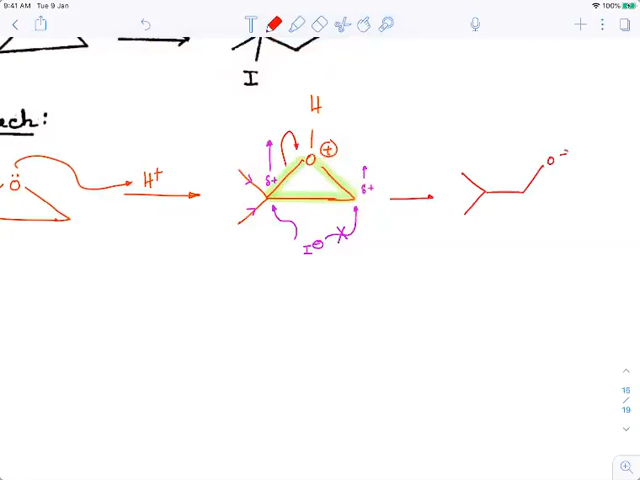 9:41 AM Tue 9 Jan
100%
I
ech:
H
Ö
H+
O
⊕
δ+
δ+
I⊖
O
15
/
19